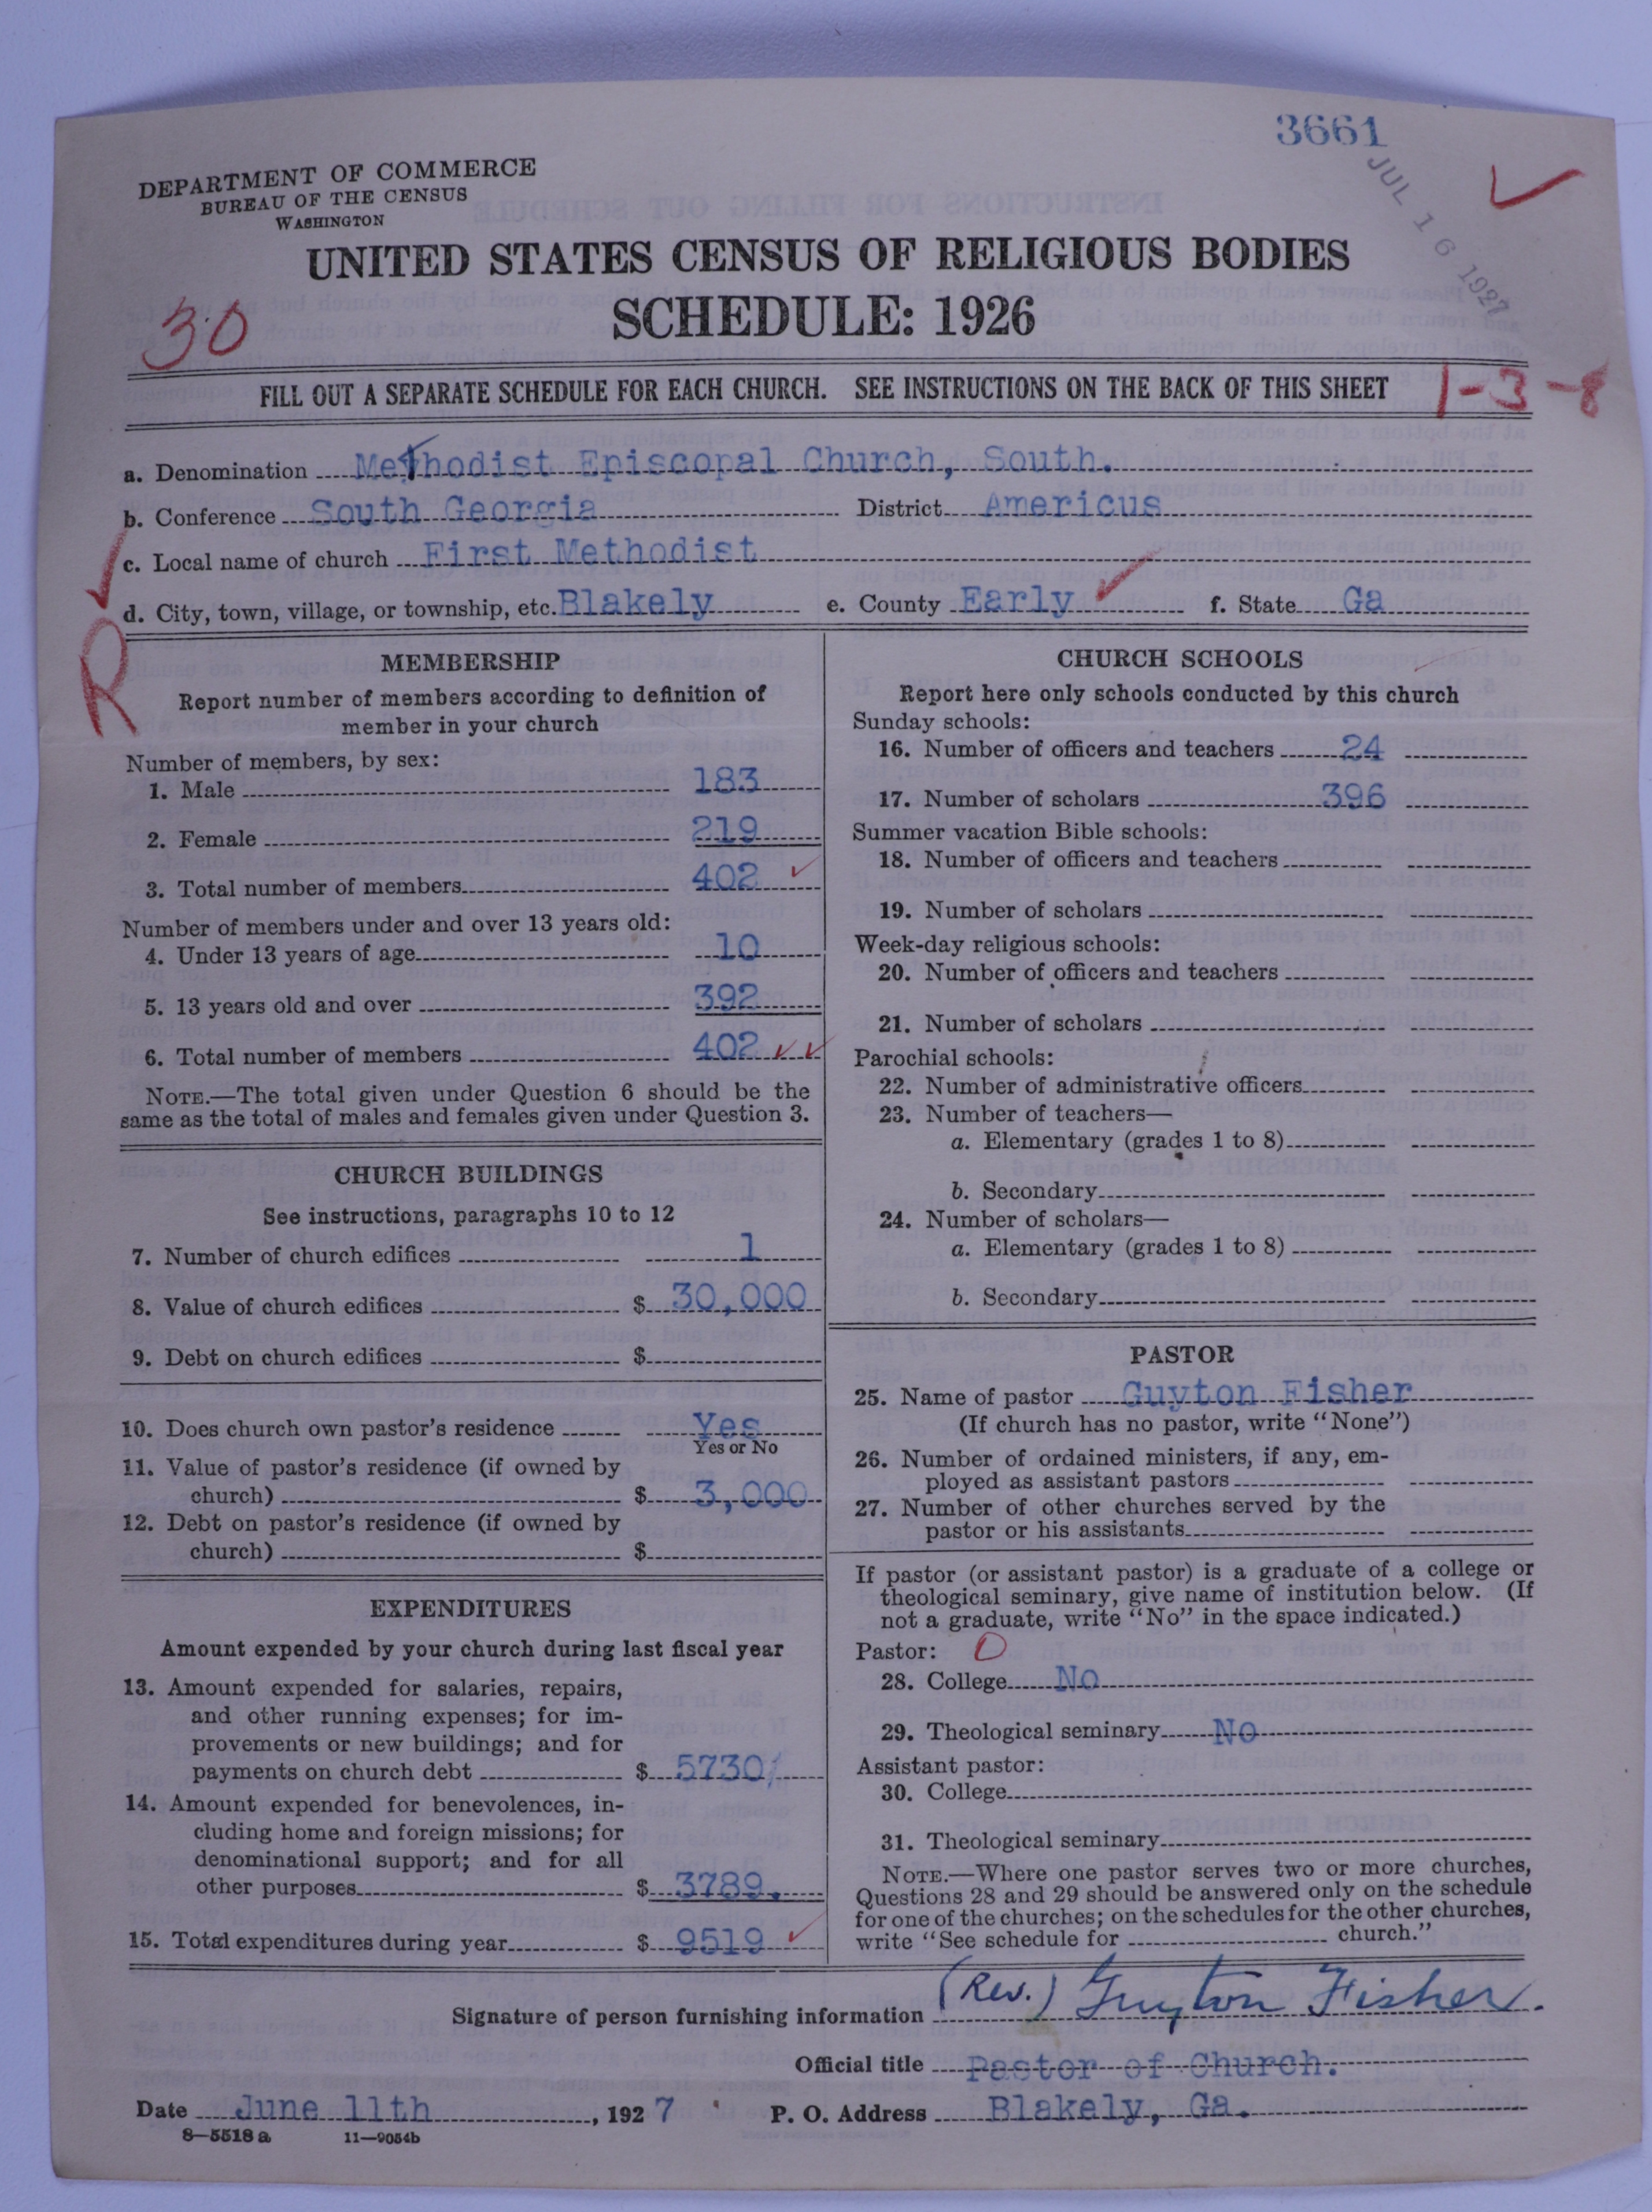 3661
JUL 16 1927
DEPARTMENT OF COMMERCE
BUREAU OF THE CENSUS
WASHINGTON
UNITED STATES CENSUS OF RELIGIOUS BODIES
SCHEDULE: 1926
30
FILL OUT A SEPARATE SCHEDULE FOR EACH CHURCH. SEE INSTRUCTIONS ON THE BACK OF THIS SHEET
1-3-8
a. Denomination Methodist Episcopal Church, South.
b. Conference South Georgia District Americus
c. Local name of church First Methodist
d. City, town, village, or township, etc. Blakely e. County Early f. State Ga
R
MEMBERSHIP
Report number of members according to definition of
member in your church
Number of members, by sex:
1. Male 183
2. Female 219
3. Total number of members 402
Number of members under and over 13 years old:
4. Under 13 years of age 10
5. 13 years old and over 392
6. Total number of members 402
NOTE.—The total given under Question 6 should be the
same as the total of males and females given under Question 3.
CHURCH BUILDINGS
See instructions, paragraphs 10 to 12
7. Number of church edifices 1
8. Value of church edifices $ 30,000
9. Debt on church edifices $
10. Does church own pastor's residence Yes
Yes or No
11. Value of pastor's residence (if owned by
church) $ 3,000
12. Debt on pastor's residence (if owned by
church) $
EXPENDITURES
Amount expended by your church during last fiscal year
13. Amount expended for salaries, repairs,
and other running expenses; for im-
provements or new buildings; and for
payments on church debt $ 5730
14. Amount expended for benevolences, in-
cluding home and foreign missions; for
denominational support; and for all
other purposes $ 3789.
15. Total expenditures during year $ 9519
CHURCH SCHOOLS
Report here only schools conducted by this church
Sunday schools:
16. Number of officers and teachers 24
17. Number of scholars 396
Summer vacation Bible schools:
18. Number of officers and teachers
19. Number of scholars
Week-day religious schools:
20. Number of officers and teachers
21. Number of scholars
Parochial schools:
22. Number of administrative officers
23. Number of teachers—
a. Elementary (grades 1 to 8)
b. Secondary
24. Number of scholars—
a. Elementary (grades 1 to 8)
b. Secondary
PASTOR
25. Name of pastor Guyton Fisher
(If church has no pastor, write "None")
26. Number of ordained ministers, if any, em-
ployed as assistant pastors
27. Number of other churches served by the
pastor or his assistants
If pastor (or assistant pastor) is a graduate of a college or
theological seminary, give name of institution below. (If
not a graduate, write "No" in the space indicated.)
Pastor: 0
28. College No
29. Theological seminary No
Assistant pastor:
30. College
31. Theological seminary
NOTE.—Where one pastor serves two or more churches,
Questions 28 and 29 should be answered only on the schedule
for one of the churches; on the schedules for the other churches,
write "See schedule for church."
Signature of person furnishing information (Rev.) Guyton Fisher.
Official title Pastor of Church.
Date June 11th, 1927 P. O. Address Blakely, Ga.
8—5518 a 11—9054b